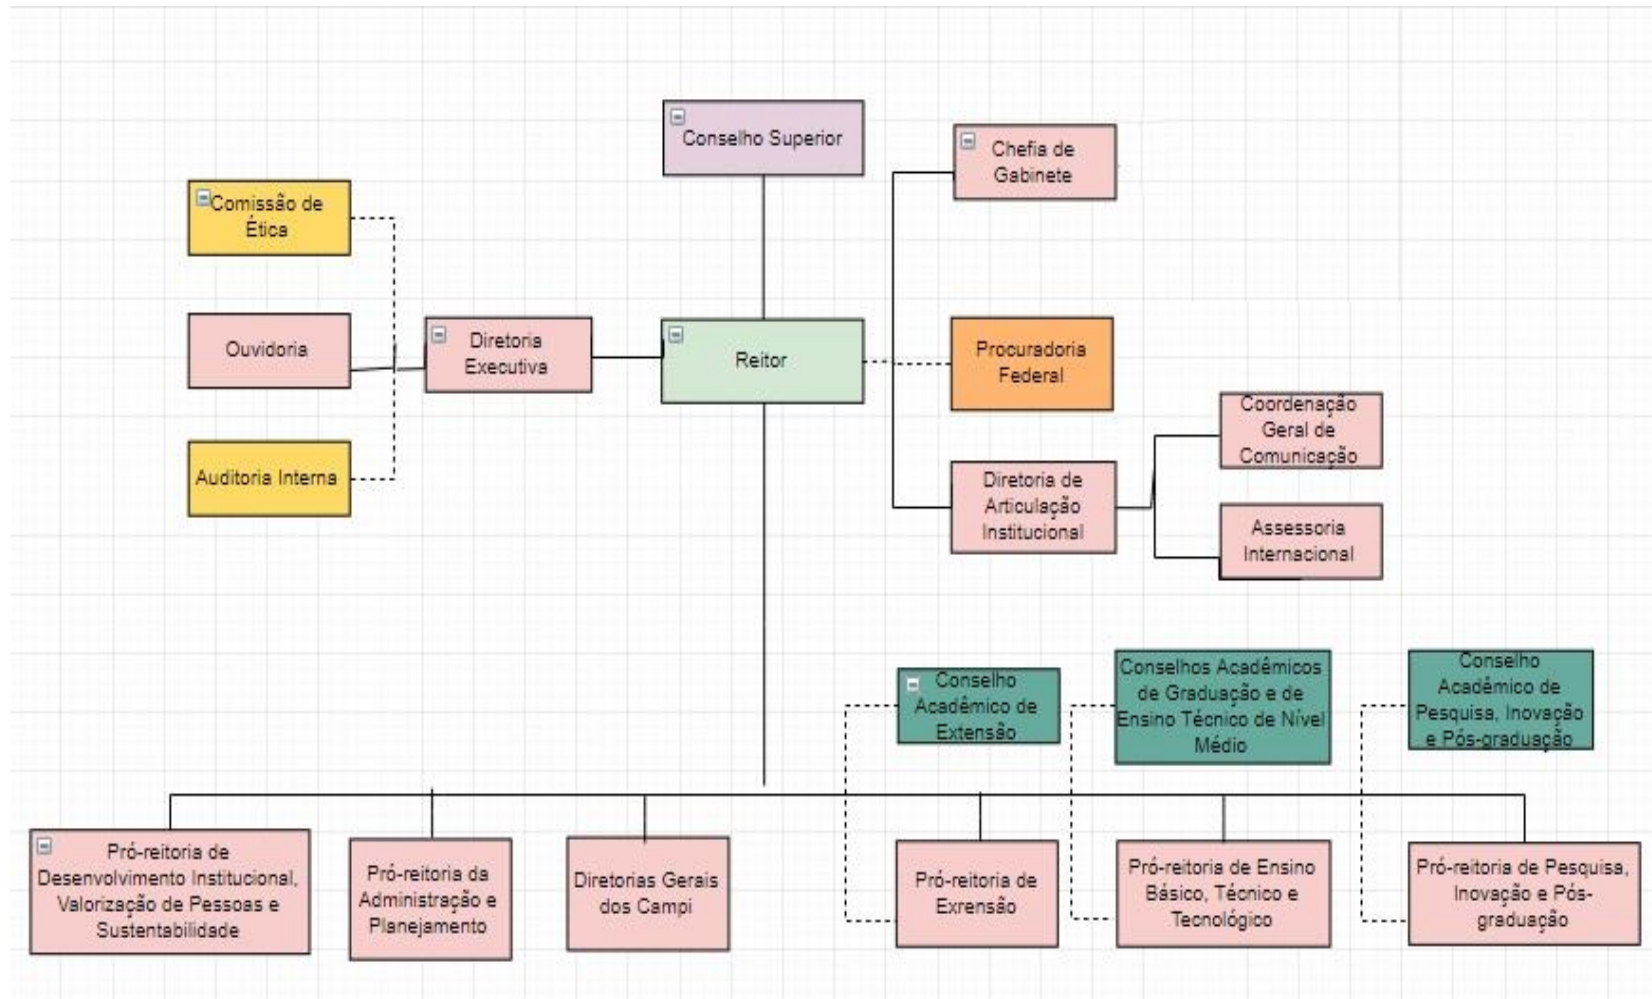 Conselho Superior
Chefia de
Gabinete
Comissão de
Ética
Ouvidoria
Diretoria
Executiva
Reitor
Procuradoria
Federal
Auditoria Interna
Diretoria de
Articulação
Institucional
Coordenação
Geral de
Comunicação
Assessoria
Internacional
Conselho
Acadêmico de
Extensão
Conselhos Acadêmicos
de Graduação e de
Ensino Técnico de Nível
Médio
Conselho
Acadêmico de
Pesquisa, Inovação
e Pós-graduação
Pró-reitoria de
Desenvolvimento Institucional,
Valorização de Pessoas e
Sustentabilidade
Pró-reitoria da
Administração e
Planejamento
Diretorias Gerais
dos Campi
Pró-reitoria de
Exrensão
Pró-reitoria de Ensino
Básico, Técnico e
Tecnológico
Pró-reitoria de Pesquisa,
Inovação e Pós-
graduação